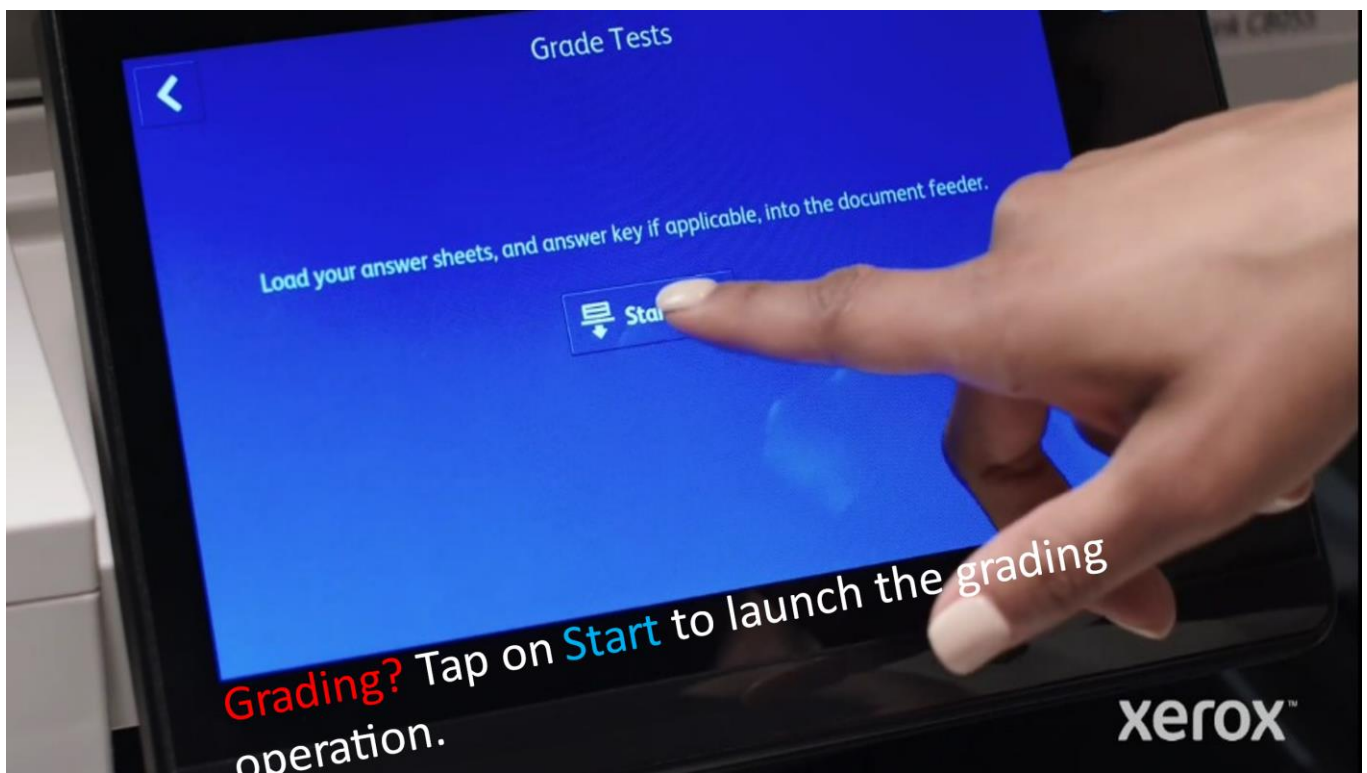 Grade Tests
Load your answer sheets, and answer key if applicable, into the document feeder.
Grading? Tap on Start to launch the grading
operation.
xerox™